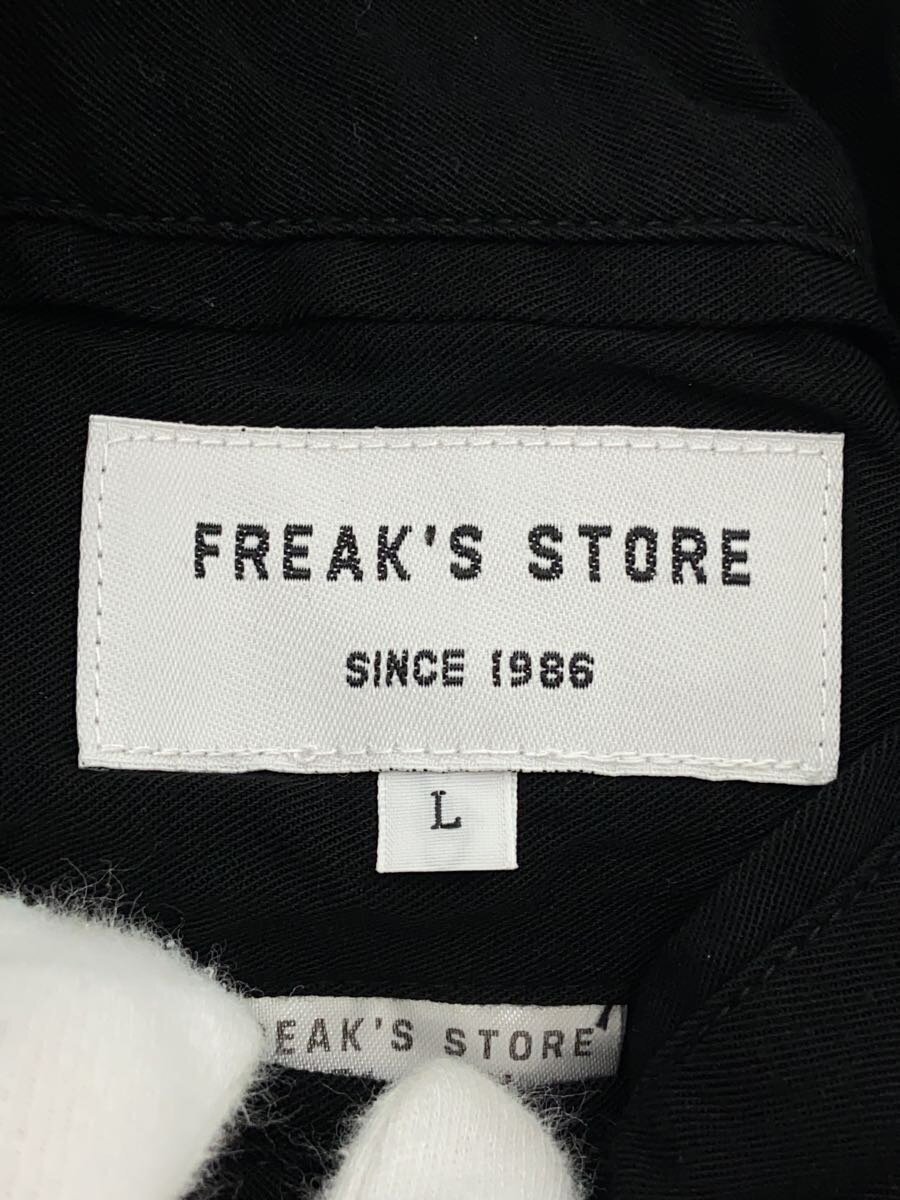 FREAK'S STORE
SINCE 1986
L
EAK'S STORE